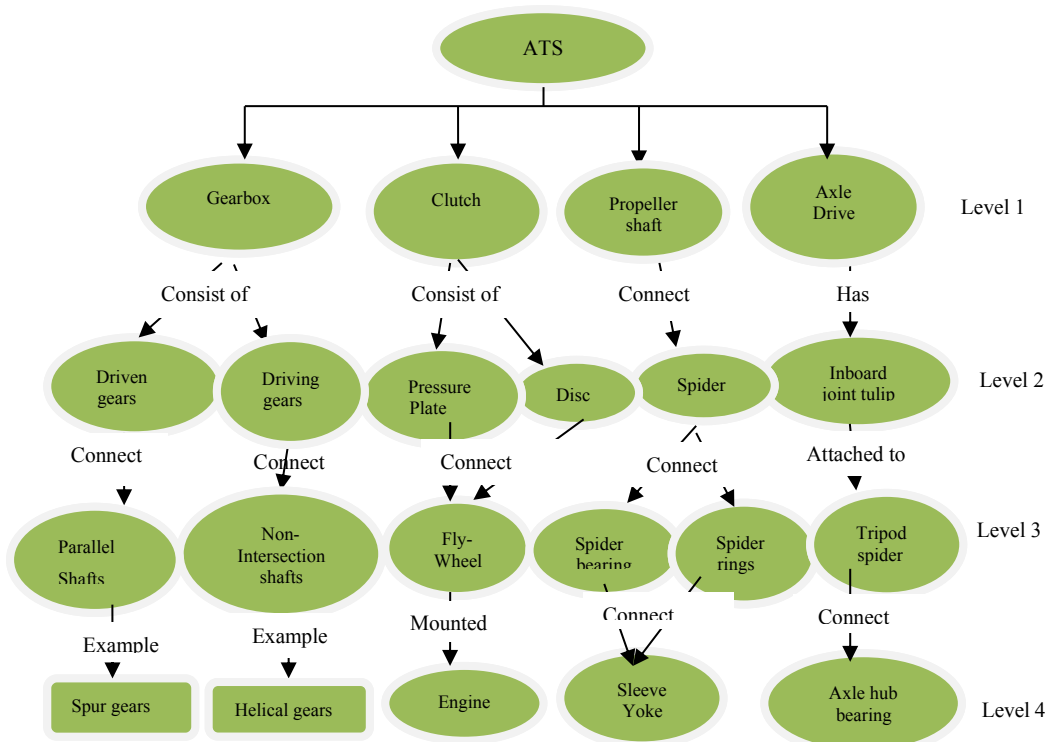 ATS
Gearbox
Clutch
Propeller
shaft
Axle
Drive
Level 1
Consist of
Consist of
Connect
Has
Driven
gears
Driving
gears
Pressure
Plate
Disc
Spider
Inboard
joint tulip
Level 2
Connect
Connect
Connect
Connect
Attached to
Parallel
Shafts
Non-
Intersection
shafts
Fly-
Wheel
Spider
bearing
Spider
rings
Tripod
spider
Level 3
Example
Example
Mounted
Connect
Connect
Spur gears
Helical gears
Engine
Sleeve
Yoke
Axle hub
bearing
Level 4